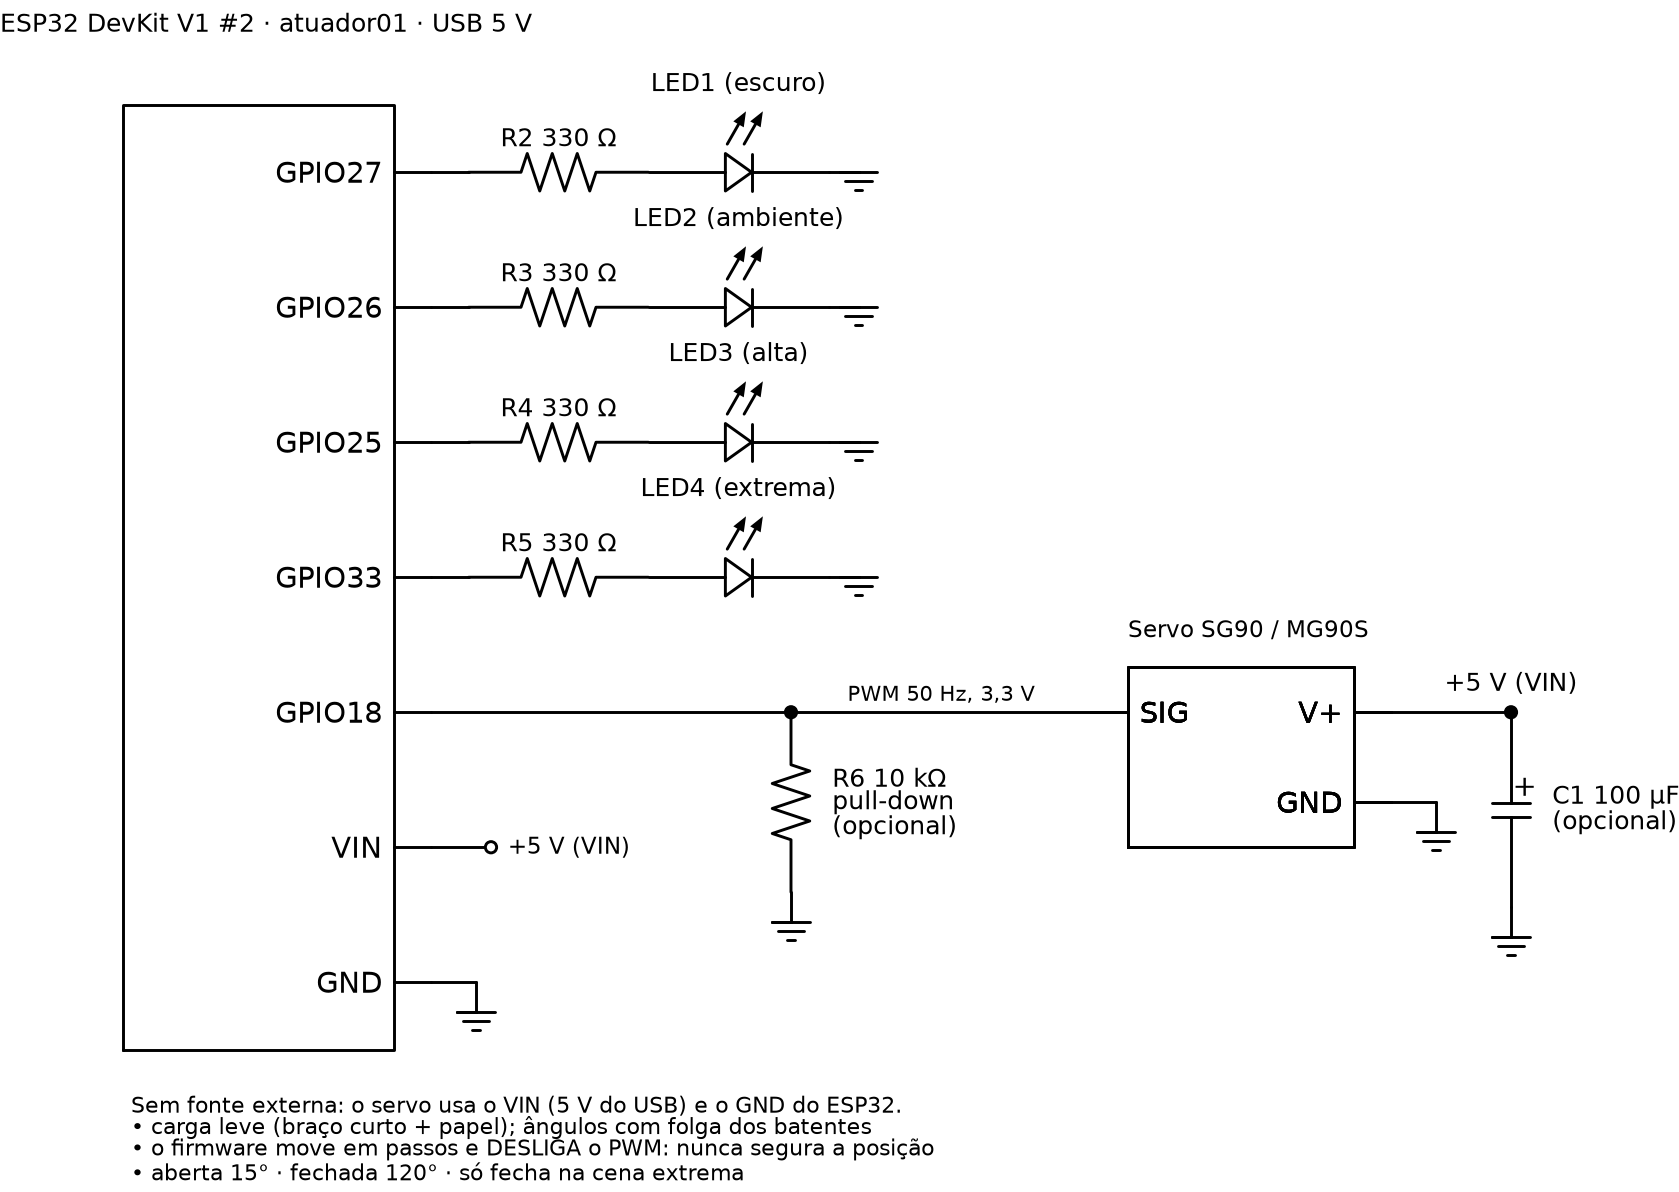 ESP32 DevKit V1 #2 · atuador01 · USB 5 V
LED1 (escuro)
R2 330 Ω
GPIO27
LED2 (ambiente)
R3 330 Ω
GPIO26
LED3 (alta)
R4 330 Ω
GPIO25
LED4 (extrema)
R5 330 Ω
GPIO33
Servo SG90 / MG90S
GPIO18
PWM 50 Hz, 3,3 V
SIG
V+
GND
+5 V (VIN)
R6 10 kΩ
pull-down
(opcional)
+
C1 100 µF
(opcional)
VIN
+5 V (VIN)
GND
Sem fonte externa: o servo usa o VIN (5 V do USB) e o GND do ESP32.
• carga leve (braço curto + papel); ângulos com folga dos batentes
• o firmware move em passos e DESLIGA o PWM: nunca segura a posição
• aberta 15° · fechada 120° · só fecha na cena extrema